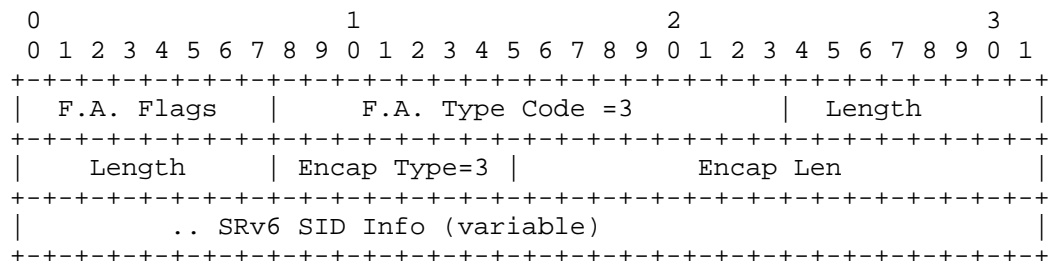 0                   1                   2                   3
 0 1 2 3 4 5 6 7 8 9 0 1 2 3 4 5 6 7 8 9 0 1 2 3 4 5 6 7 8 9 0 1
+-+-+-+-+-+-+-+-+-+-+-+-+-+-+-+-+-+-+-+-+-+-+-+-+-+-+-+-+-+-+-+-+
|  F.A. Flags   |     F.A. Type Code =3         |  Length       |
+-+-+-+-+-+-+-+-+-+-+-+-+-+-+-+-+-+-+-+-+-+-+-+-+-+-+-+-+-+-+-+-+
|    Length     | Encap Type=3 |           Encap Len            |
+-+-+-+-+-+-+-+-+-+-+-+-+-+-+-+-+-+-+-+-+-+-+-+-+-+-+-+-+-+-+-+-+
|         .. SRv6 SID Info (variable)                           |
+-+-+-+-+-+-+-+-+-+-+-+-+-+-+-+-+-+-+-+-+-+-+-+-+-+-+-+-+-+-+-+-+